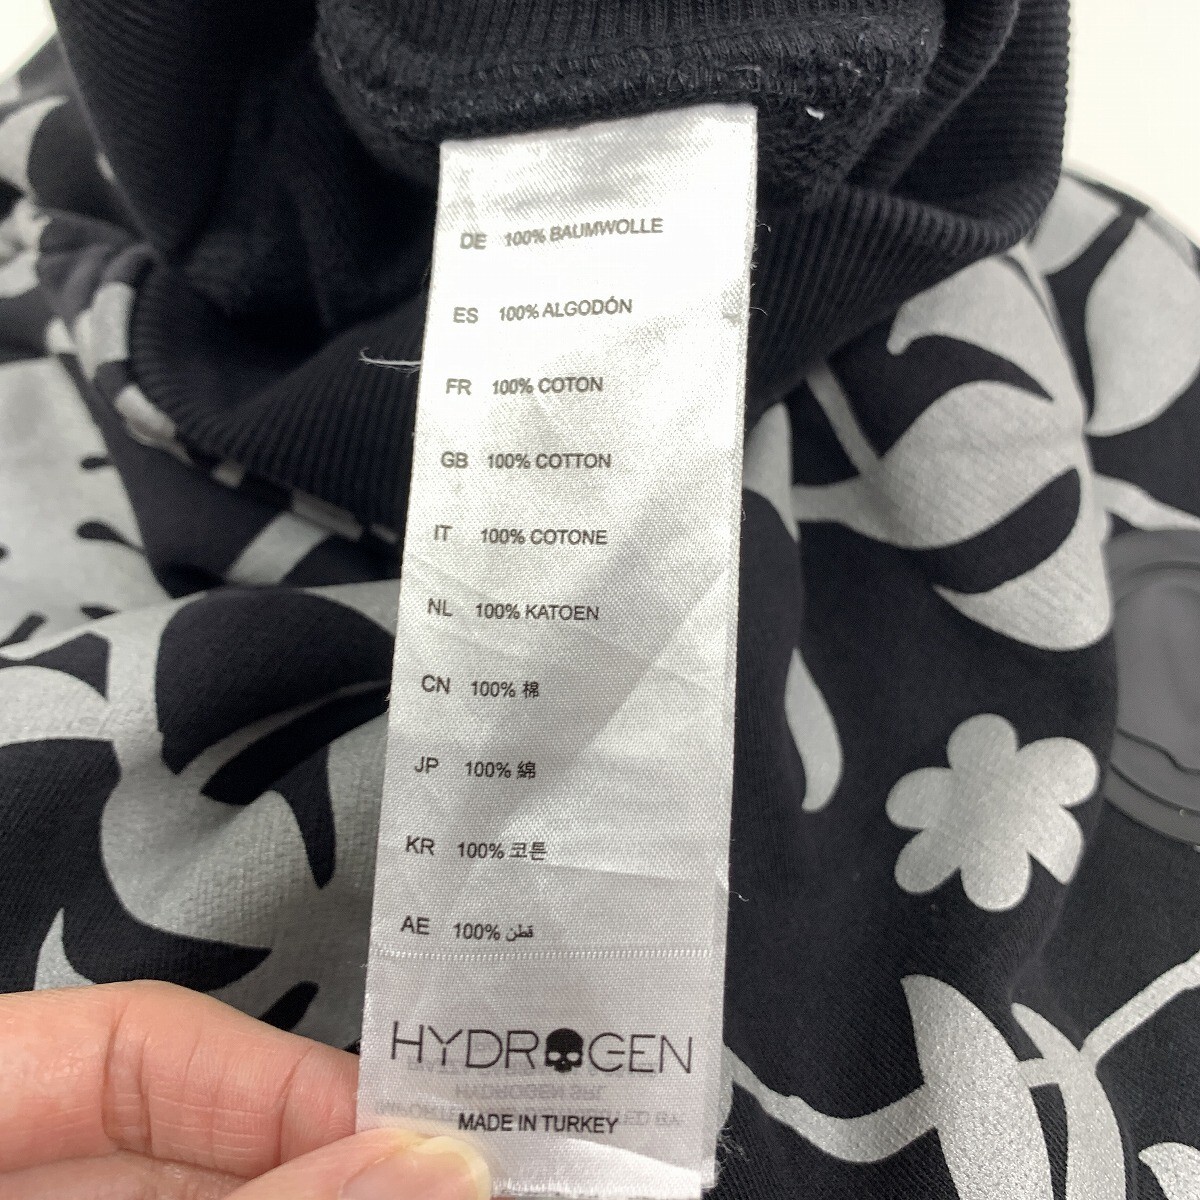 DE 100% BAUMWOLLE
ES 100% ALGODÓN
FR 100% COTON
GB 100% COTTON
IT 100% COTONE
NL 100% KATOEN
CN 100% 棉
JP 100% 綿
KR 100% 코튼
AE 100% قطن
HYDROGEN
MADE IN TURKEY